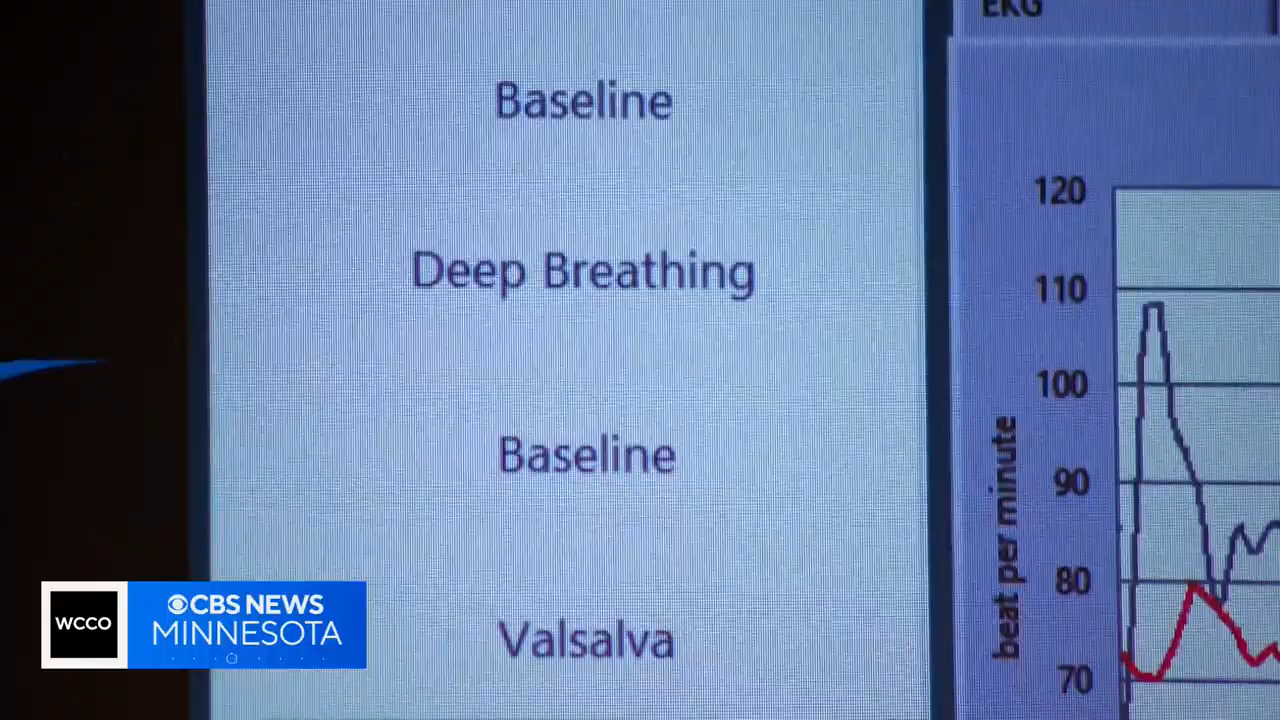 EKG
Baseline
Deep Breathing
Baseline
Valsalva
120
110
100
90
80
70
beat per minute
WCCO
CBS NEWS
MINNESOTA